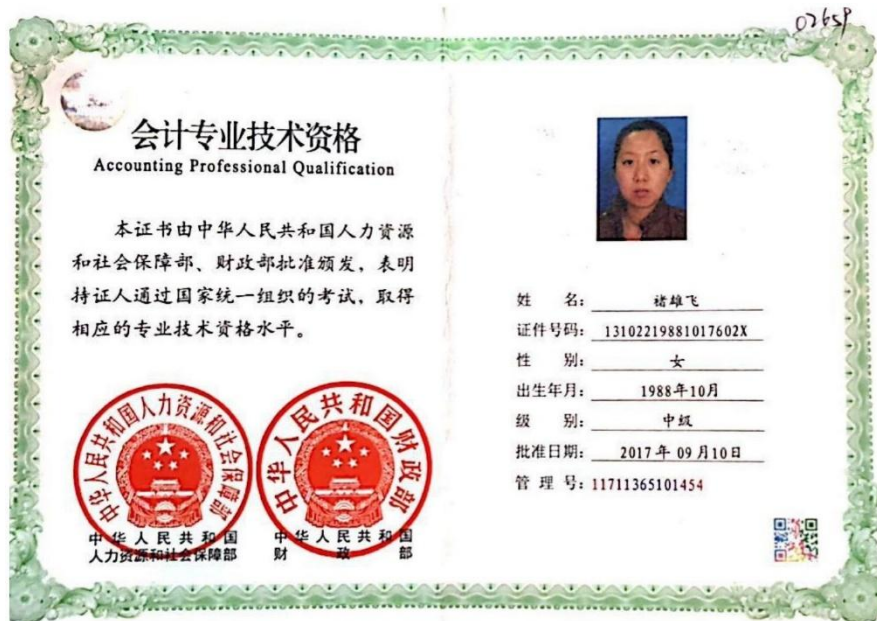 02659
会计专业技术资格
Accounting Professional Qualification
本证书由中华人民共和国人力资源
和社会保障部、财政部批准颁发，表明
持证人通过国家统一组织的考试，取得
相应的专业技术资格水平。
中华人民共和国人力资源和社会保障部
中华人民共和国财政部
中华人民共和国
人力资源和社会保障部
中华人民共和国
财政部
姓名：褚雄飞
证件号码：13102219881017602X
性别：女
出生年月：1988年10月
级别：中级
批准日期：2017年09月10日
管理号：11711365101454